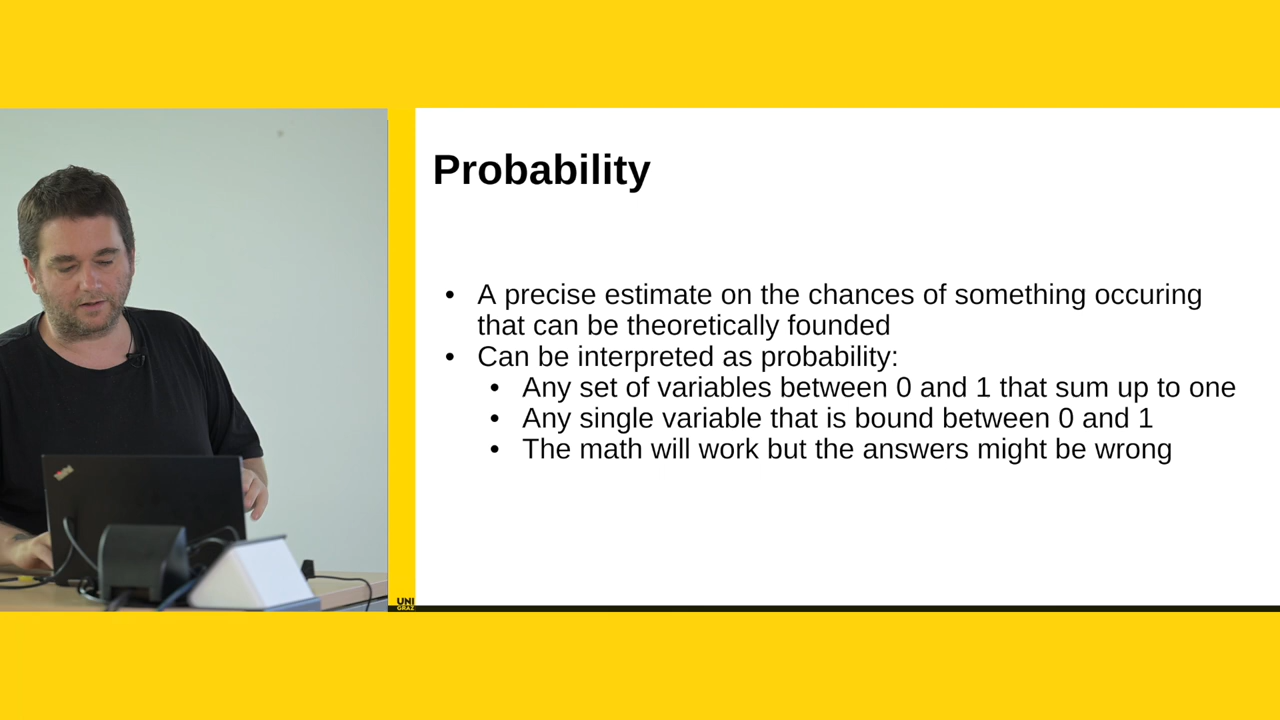 Probability
• A precise estimate on the chances of something occuring
that can be theoretically founded
• Can be interpreted as probability:
• Any set of variables between 0 and 1 that sum up to one
• Any single variable that is bound between 0 and 1
• The math will work but the answers might be wrong
UNI
GRAZ